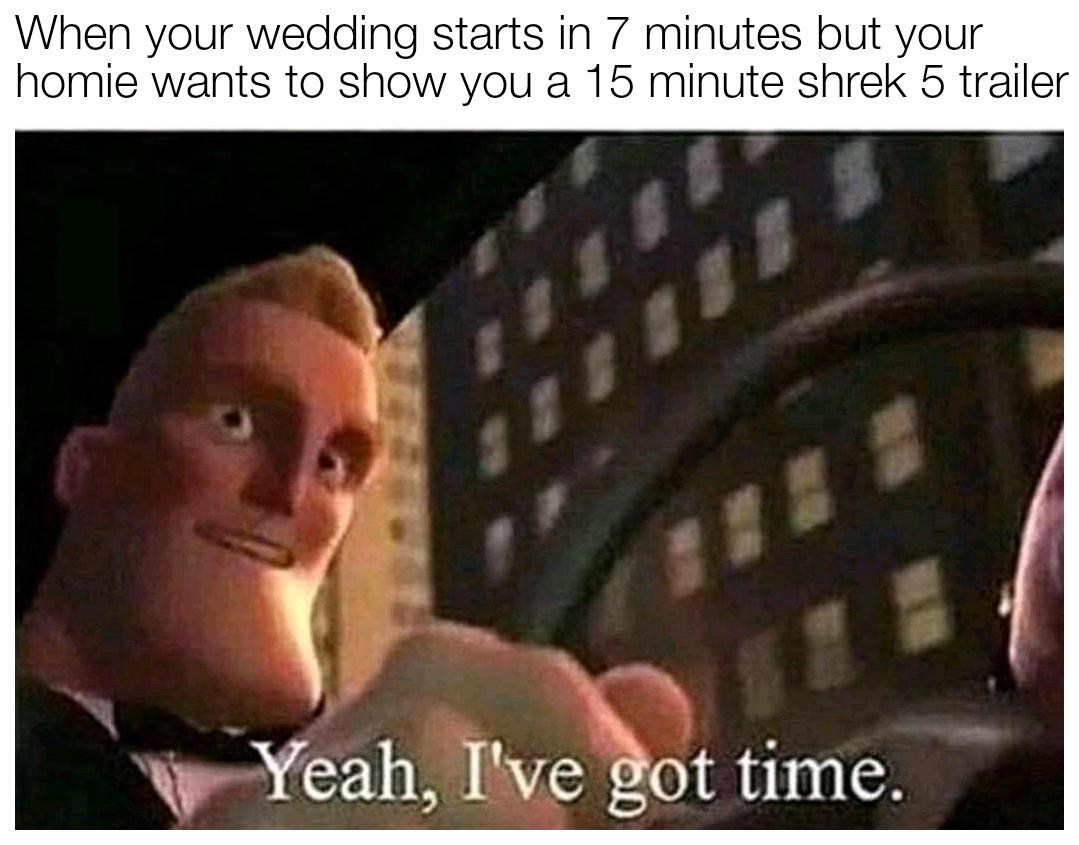 When your wedding starts in 7 minutes but your
homie wants to show you a 15 minute shrek 5 trailer
Yeah, I've got time.